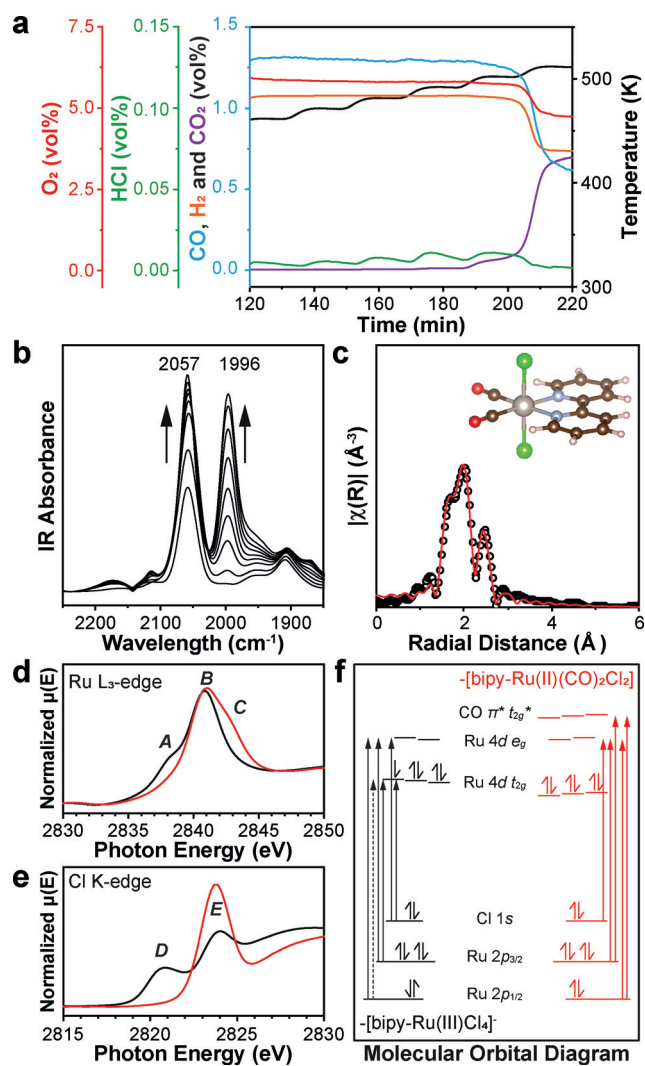 a
O₂ (vol%)
7.5
5.0
2.5
0.0
HCl (vol%)
0.15
0.10
0.05
0.00
CO, H₂ and CO₂ (vol%)
1.5
1.0
0.5
0.0
500
400
300
Temperature (K)
120 140 160 180 200 220
Time (min)
b
2057 1996
IR Absorbance
2200 2100 2000 1900
Wavelength (cm⁻¹)
c
|χ(R)| (Å⁻³)
0 2 4 6
Radial Distance (Å)
d
Ru L₃-edge
A
B
C
Normalized μ(E)
2830 2835 2840 2845 2850
Photon Energy (eV)
e
Cl K-edge
D
E
Normalized μ(E)
2815 2820 2825 2830
Photon Energy (eV)
f
-[bipy-Ru(II)(CO)₂Cl₂]
CO π* t₂g*
Ru 4d eg
Ru 4d t₂g
Cl 1s
Ru 2p₃/₂
Ru 2p₁/₂
-[bipy-Ru(III)Cl₄]⁻
Molecular Orbital Diagram